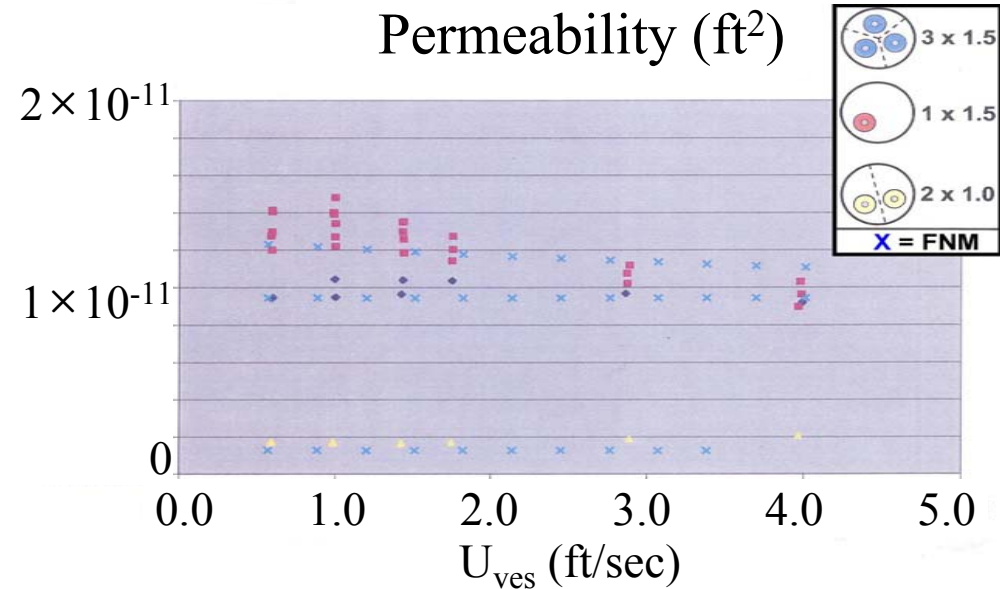 Permeability (ft²)
3 x 1.5
1 x 1.5
2 x 1.0
X = FNM
2×10⁻¹¹
1×10⁻¹¹
0
0.0 1.0 2.0 3.0 4.0 5.0
Uᵥₑₛ (ft/sec)